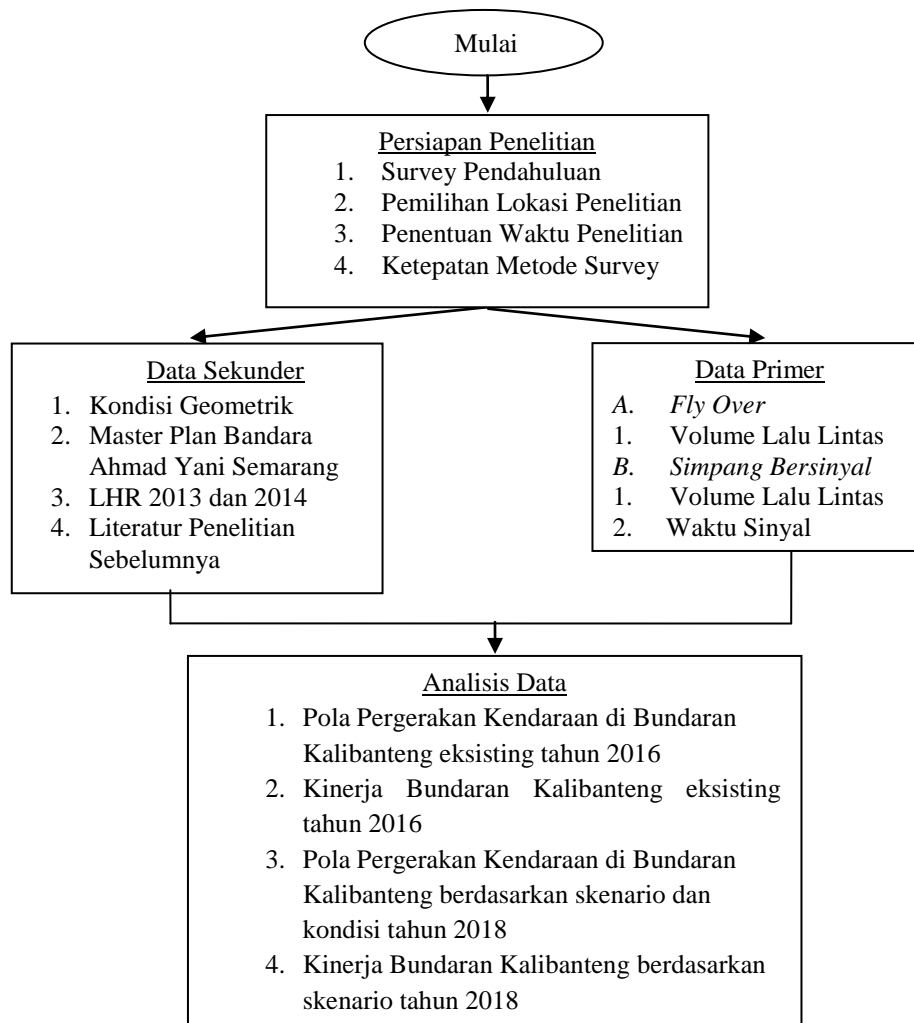 Mulai
Persiapan Penelitian
1. Survey Pendahuluan
2. Pemilihan Lokasi Penelitian
3. Penentuan Waktu Penelitian
4. Ketepatan Metode Survey
Data Sekunder
1. Kondisi Geometrik
2. Master Plan Bandara
Ahmad Yani Semarang
3. LHR 2013 dan 2014
4. Literatur Penelitian
Sebelumnya
Data Primer
A. Fly Over
1. Volume Lalu Lintas
B. Simpang Bersinyal
1. Volume Lalu Lintas
2. Waktu Sinyal
Analisis Data
1. Pola Pergerakan Kendaraan di Bundaran
Kalibanteng eksisting tahun 2016
2. Kinerja Bundaran Kalibanteng eksisting
tahun 2016
3. Pola Pergerakan Kendaraan di Bundaran
Kalibanteng berdasarkan skenario dan
kondisi tahun 2018
4. Kinerja Bundaran Kalibanteng berdasarkan
skenario tahun 2018